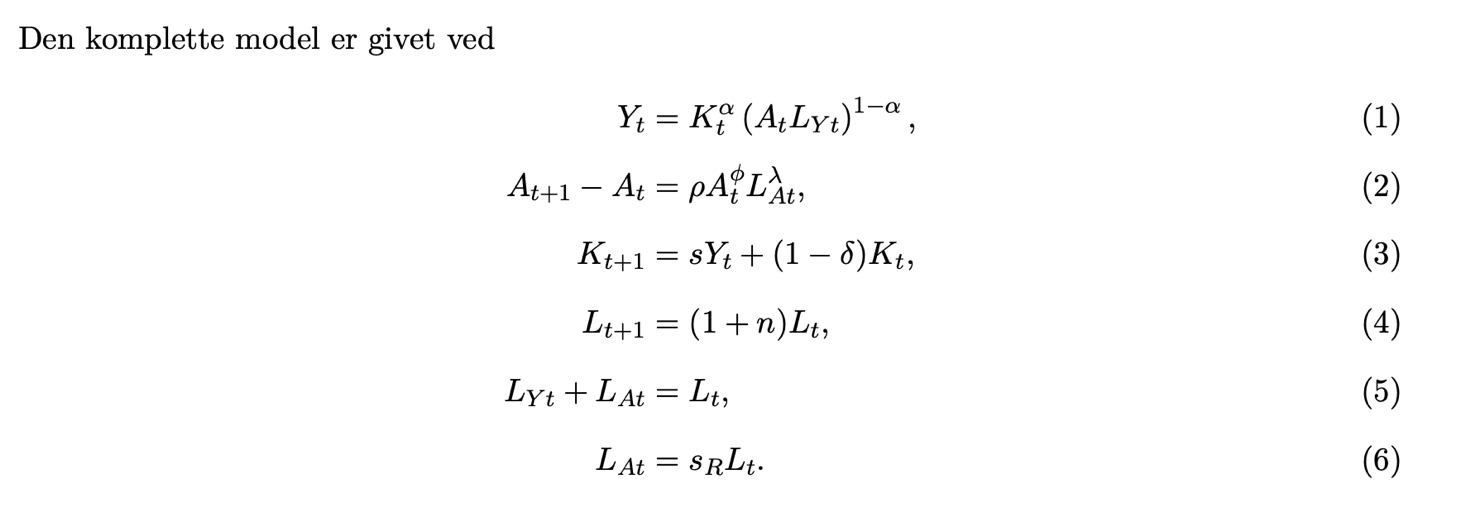 Den komplette model er givet ved
Y_t = K_t^α (A_t L_{Yt})^{1−α} , (1)
A_{t+1} − A_t = ρA_t^ϕ L_{At}^λ, (2)
K_{t+1} = sY_t + (1 − δ)K_t, (3)
L_{t+1} = (1 + n)L_t, (4)
L_{Yt} + L_{At} = L_t, (5)
L_{At} = s_R L_t. (6)